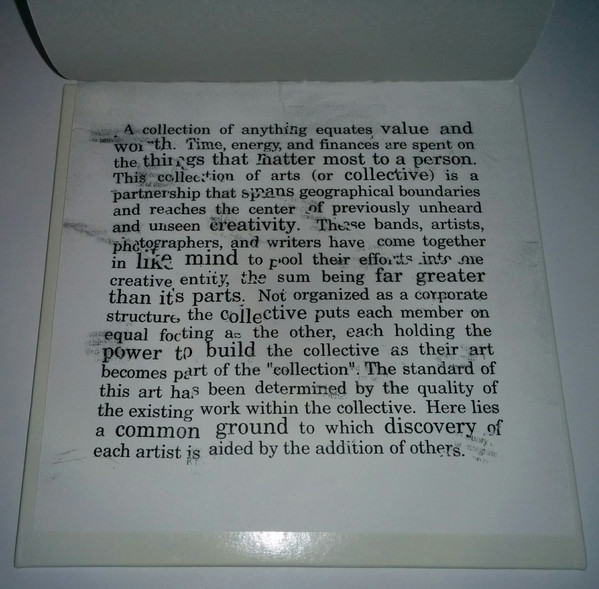 A collection of anything equates value and
worth. Time, energy, and finances are spent on
the things that matter most to a person.
This collection of arts (or collective) is a
partnership that spans geographical boundaries
and reaches the center of previously unheard
and unseen creativity. These bands, artists,
photographers, and writers have come together
in like mind to pool their efforts into one
creative entity, the sum being far greater
than it's parts. Not organized as a corporate
structure, the collective puts each member on
equal footing as the other, each holding the
power to build the collective as their art
becomes part of the "collection". The standard of
this art has been determined by the quality of
the existing work within the collective. Here lies
a common ground to which discovery of
each artist is aided by the addition of others.